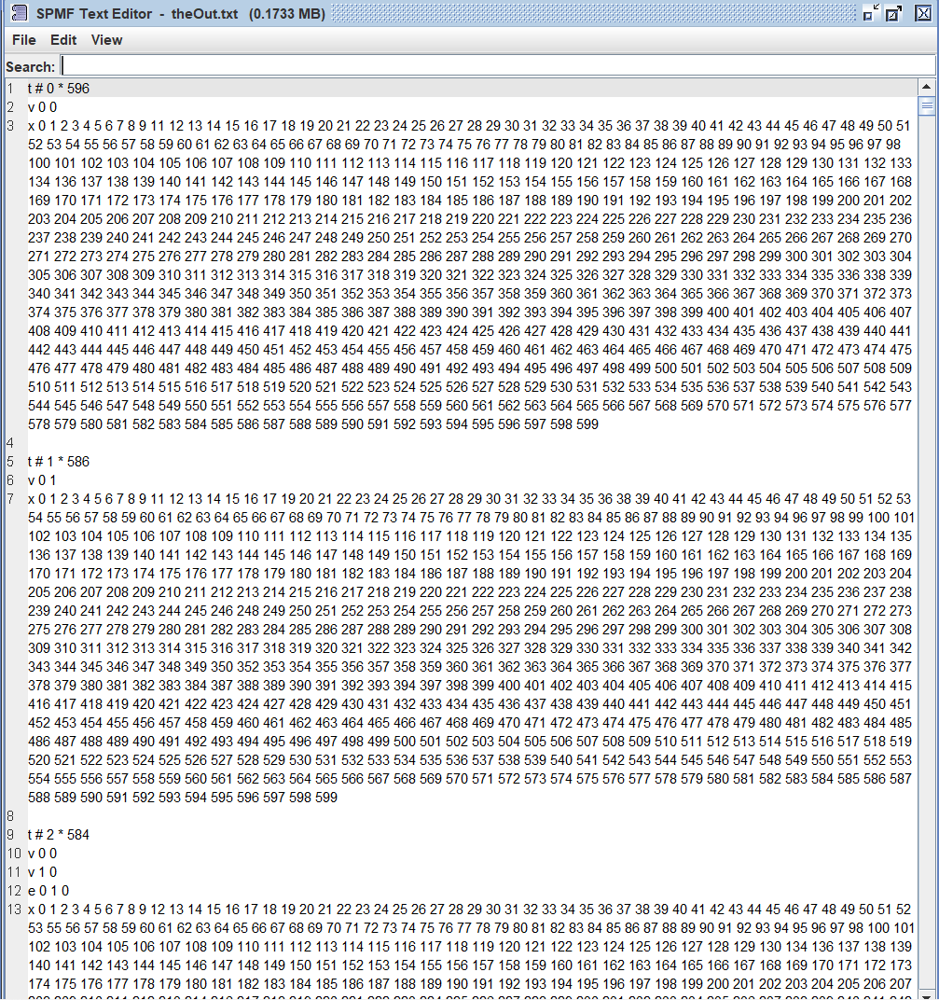 SPMF Text Editor - theOut.txt (0.1733 MB)
File Edit View
Search:
1 t # 0 * 596
2 v 0 0
3 x 0 1 2 3 4 5 6 7 8 9 11 12 13 14 15 16 17 18 19 20 21 22 23 24 25 26 27 28 29 30 31 32 33 34 35 36 37 38 39 40 41 42 43 44 45 46 47 48 49 50 51
52 53 54 55 56 57 58 59 60 61 62 63 64 65 66 67 68 69 70 71 72 73 74 75 76 77 78 79 80 81 82 83 84 85 86 87 88 89 90 91 92 93 94 95 96 97 98
100 101 102 103 104 105 106 107 108 109 110 111 112 113 114 115 116 117 118 119 120 121 122 123 124 125 126 127 128 129 130 131 132 133
134 136 137 138 139 140 141 142 143 144 145 146 147 148 149 150 151 152 153 154 155 156 157 158 159 160 161 162 163 164 165 166 167 168
169 170 171 172 173 174 175 176 177 178 179 180 181 182 183 184 185 186 187 188 189 190 191 192 193 194 195 196 197 198 199 200 201 202
203 204 205 206 207 208 209 210 211 212 213 214 215 216 217 218 219 220 221 222 223 224 225 226 227 228 229 230 231 232 233 234 235 236
237 238 239 240 241 242 243 244 245 246 247 248 249 250 251 252 253 254 255 256 257 258 259 260 261 262 263 264 265 266 267 268 269 270
271 272 273 274 275 276 277 278 279 280 281 282 283 284 285 286 287 288 289 290 291 292 293 294 295 296 297 298 299 300 301 302 303 304
305 306 307 308 309 310 311 312 313 314 315 316 317 318 319 320 321 322 323 324 325 326 327 328 329 330 331 332 333 334 335 336 338 339
340 341 342 343 344 345 346 347 348 349 350 351 352 353 354 355 356 357 358 359 360 361 362 363 364 365 366 367 368 369 370 371 372 373
374 375 376 377 378 379 380 381 382 383 384 385 386 387 388 389 390 391 392 393 394 395 396 397 398 399 400 401 402 403 404 405 406 407
408 409 410 411 412 413 414 415 416 417 418 419 420 421 422 423 424 425 426 427 428 429 430 431 432 433 434 435 436 437 438 439 440 441
442 443 444 445 446 447 448 449 450 451 452 453 454 455 456 457 458 459 460 461 462 463 464 465 466 467 468 469 470 471 472 473 474 475
476 477 478 479 480 481 482 483 484 485 486 487 488 489 490 491 492 493 494 495 496 497 498 499 500 501 502 503 504 505 506 507 508 509
510 511 512 513 514 515 516 517 518 519 520 521 522 523 524 525 526 527 528 529 530 531 532 533 534 535 536 537 538 539 540 541 542 543
544 545 546 547 548 549 550 551 552 553 554 555 556 557 558 559 560 561 562 563 564 565 566 567 568 569 570 571 572 573 574 575 576 577
578 579 580 581 582 583 584 585 586 587 588 589 590 591 592 593 594 595 596 597 598 599
4
5 t # 1 * 586
6 v 0 1
7 x 0 1 2 3 4 5 6 7 8 9 11 12 13 14 15 16 17 18 19 20 21 22 23 24 25 26 27 28 29 30 31 32 33 34 35 36 37 39 40 41 42 43 44 45 46 47 48 49 50 51 52 53
54 55 56 57 58 59 60 61 62 63 64 65 66 67 68 69 70 71 72 73 74 75 76 77 78 79 80 81 82 83 84 85 86 87 88 89 90 91 92 93 94 96 97 98 99 100 101
102 103 104 105 106 107 108 109 110 111 112 113 114 115 116 117 118 119 120 121 122 123 124 125 126 127 128 129 130 131 132 133 134 135
136 137 138 139 140 141 142 143 144 145 146 147 148 149 150 151 152 153 154 155 156 157 158 159 160 161 162 163 164 165 166 167 168 169
170 171 172 173 174 175 176 177 178 179 180 181 182 183 184 186 187 188 189 190 191 192 193 194 195 196 197 198 199 200 201 202 203 204
205 206 207 208 209 210 211 212 213 214 215 216 217 218 219 220 221 222 223 224 225 226 227 228 229 230 231 232 233 234 235 236 237 238
239 240 241 242 243 244 245 246 248 249 250 251 252 253 254 255 256 257 258 259 260 261 262 263 264 265 266 267 268 269 270 271 272 273
275 276 277 278 279 280 281 282 283 284 285 286 287 288 289 290 291 292 293 294 295 296 297 298 299 300 301 302 303 304 305 306 307 308
309 310 311 312 313 314 315 316 317 318 319 320 321 322 323 324 325 326 327 328 329 330 331 332 333 334 335 336 337 338 339 340 341 342
343 344 345 346 347 348 349 350 352 353 354 355 356 357 358 359 360 361 362 363 364 365 366 367 368 369 370 371 372 373 374 375 376 377
378 379 380 381 382 383 384 387 388 389 390 391 392 393 394 397 398 399 400 401 402 403 404 405 406 407 408 409 410 411 412 413 414 415
416 417 418 419 420 421 422 423 424 427 428 429 430 431 432 433 434 435 436 437 438 439 440 441 442 443 444 445 446 447 448 449 450 451
452 453 454 455 456 457 458 459 460 461 462 463 464 465 466 467 468 469 470 471 472 473 474 475 476 477 478 479 480 481 482 483 484 485
486 487 488 489 490 491 492 493 494 495 496 497 498 499 500 501 502 503 504 505 506 507 508 509 510 511 512 513 514 515 516 517 518 519
520 521 522 523 524 525 526 527 528 529 530 531 532 533 534 535 536 537 538 539 540 541 542 543 544 545 546 547 548 549 550 551 552 553
554 555 556 557 558 559 560 561 562 563 564 565 566 567 568 569 570 571 572 573 574 575 576 577 578 579 580 581 582 583 584 585 586 587
588 589 590 591 592 593 594 595 596 597 598 599
8
9 t # 2 * 584
10 v 0 0
11 v 1 0
12 e 0 1 0
13 x 0 1 2 3 4 5 6 7 8 9 12 13 14 15 16 17 18 19 20 21 22 23 24 25 26 27 28 29 30 31 32 33 34 35 36 37 38 39 40 41 42 43 44 45 46 47 48 49 50 51 52
53 55 56 57 58 59 60 61 62 63 64 65 66 67 68 69 70 71 72 73 74 75 76 77 78 79 80 81 82 83 84 85 86 87 88 89 90 91 92 93 94 95 96 97 98 100 101
102 103 104 105 106 107 108 109 110 111 113 114 115 116 117 118 119 120 121 122 123 124 126 127 128 129 130 131 132 133 134 136 137 138 139
140 141 142 143 144 145 146 147 148 149 150 151 152 153 154 155 156 157 158 159 160 161 162 163 164 165 166 167 168 169 170 171 172 173
174 175 176 177 178 179 180 181 182 183 184 185 186 187 188 189 190 191 192 193 194 195 196 197 198 199 200 201 202 203 204 205 206 207